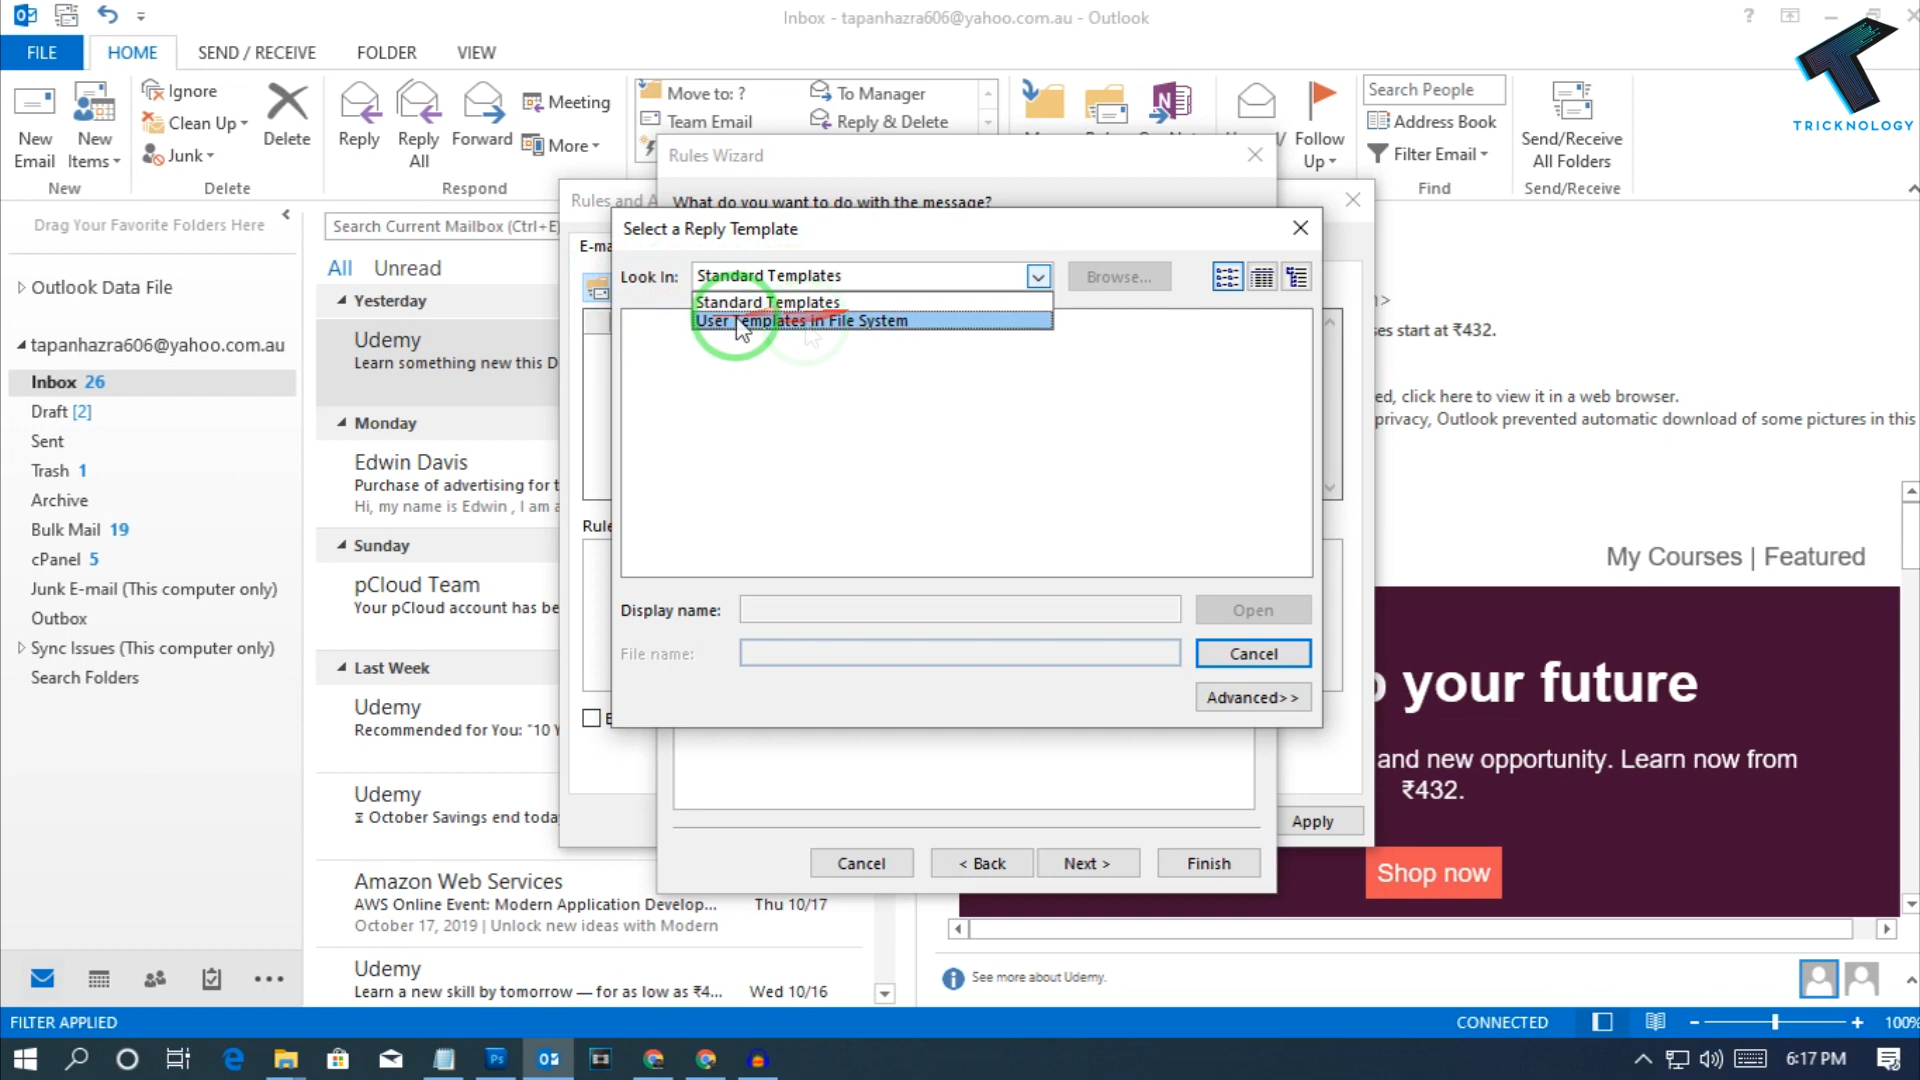 Inbox - tapanhazra606@yahoo.com.au - Outlook
?
FILE
HOME
SEND / RECEIVE
FOLDER
VIEW
New Email
New Items
New
Ignore
Clean Up
Junk
Delete
Delete
Reply
Reply All
Forward
Meeting
More
Respond
Move to: ?
Team Email
To Manager
Reply & Delete
Follow Up
Search People
Address Book
Filter Email
Find
Send/Receive All Folders
Send/Receive
TRICKNOLOGY
Drag Your Favorite Folders Here
Outlook Data File
tapanhazra606@yahoo.com.au
Inbox 26
Draft [2]
Sent
Trash 1
Archive
Bulk Mail 19
cPanel 5
Junk E-mail (This computer only)
Outbox
Sync Issues (This computer only)
Search Folders
Search Current Mailbox (Ctrl+E)
All Unread
Yesterday
Udemy
Learn something new this D
Monday
Edwin Davis
Purchase of advertising for t
Hi, my name is Edwin , I am a
Sunday
pCloud Team
Your pCloud account has be
Last Week
Udemy
Recommended for You: "10 Y
Udemy
October Savings end toda
Amazon Web Services
AWS Online Event: Modern Application Develop... Thu 10/17
October 17, 2019 | Unlock new ideas with Modern
Udemy
Learn a new skill by tomorrow — for as low as ₹4... Wed 10/16
Rules and A
E-ma
Rule
Apply
Rules Wizard
What do you want to do with the message?
Select a Reply Template
Look In: Standard Templates
Browse...
Standard Templates
User Templates in File System
Display name:
Open
File name:
Cancel
Advanced>>
Cancel
< Back
Next >
Finish
>
es start at ₹432.
ed, click here to view it in a web browser.
privacy, Outlook prevented automatic download of some pictures in this
My Courses | Featured
your future
and new opportunity. Learn now from
₹432.
Shop now
See more about Udemy.
FILTER APPLIED
CONNECTED
100%
6:17 PM